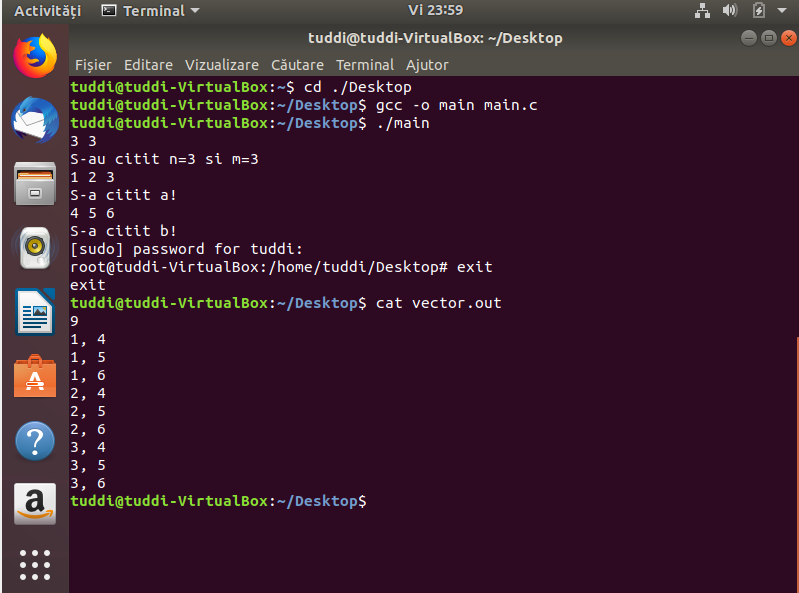 Activități Terminal Vi 23:59
tuddi@tuddi-VirtualBox: ~/Desktop
Fișier Editare Vizualizare Căutare Terminal Ajutor
tuddi@tuddi-VirtualBox:~$ cd ./Desktop
tuddi@tuddi-VirtualBox:~/Desktop$ gcc -o main main.c
tuddi@tuddi-VirtualBox:~/Desktop$ ./main
3 3
S-au citit n=3 si m=3
1 2 3
S-a citit a!
4 5 6
S-a citit b!
[sudo] password for tuddi:
root@tuddi-VirtualBox:/home/tuddi/Desktop# exit
exit
tuddi@tuddi-VirtualBox:~/Desktop$ cat vector.out
9
1, 4
1, 5
1, 6
2, 4
2, 5
2, 6
3, 4
3, 5
3, 6
tuddi@tuddi-VirtualBox:~/Desktop$